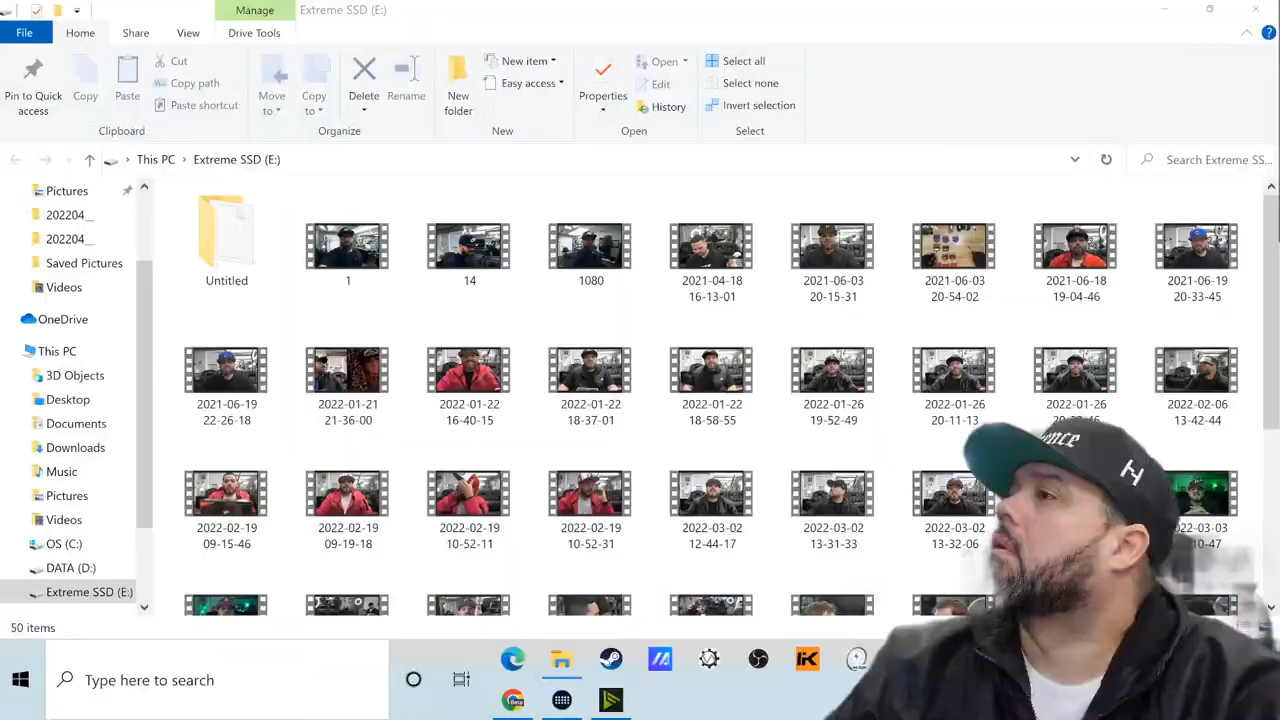 Manage
Extreme SSD (E:)
File
Home
Share
View
Drive Tools
Pin to Quick
access
Copy
Paste
Cut
Copy path
Paste shortcut
Clipboard
Move
to
Copy
to
Delete
Rename
Organize
New
folder
New item
Easy access
New
Properties
Open
Edit
History
Open
Select all
Select none
Invert selection
Select
This PC
Extreme SSD (E:)
Search Extreme SS...
Pictures
202204__
202204__
Saved Pictures
Videos
OneDrive
This PC
3D Objects
Desktop
Documents
Downloads
Music
Pictures
Videos
OS (C:)
DATA (D:)
Extreme SSD (E:)
Untitled
1
14
1080
2021-04-18
16-13-01
2021-06-03
20-15-31
2021-06-03
20-54-02
2021-06-18
19-04-46
2021-06-19
20-33-45
2021-06-19
22-26-18
2022-01-21
21-36-00
2022-01-22
16-40-15
2022-01-22
18-37-01
2022-01-22
18-58-55
2022-01-26
19-52-49
2022-01-26
20-11-13
2022-01-26
2022-02-06
13-42-44
2022-02-19
09-15-46
2022-02-19
09-19-18
2022-02-19
10-52-11
2022-02-19
10-52-31
2022-03-02
12-44-17
2022-03-02
13-31-33
2022-03-02
13-32-06
2022-03-03
10-47
50 items
Type here to search
Beta